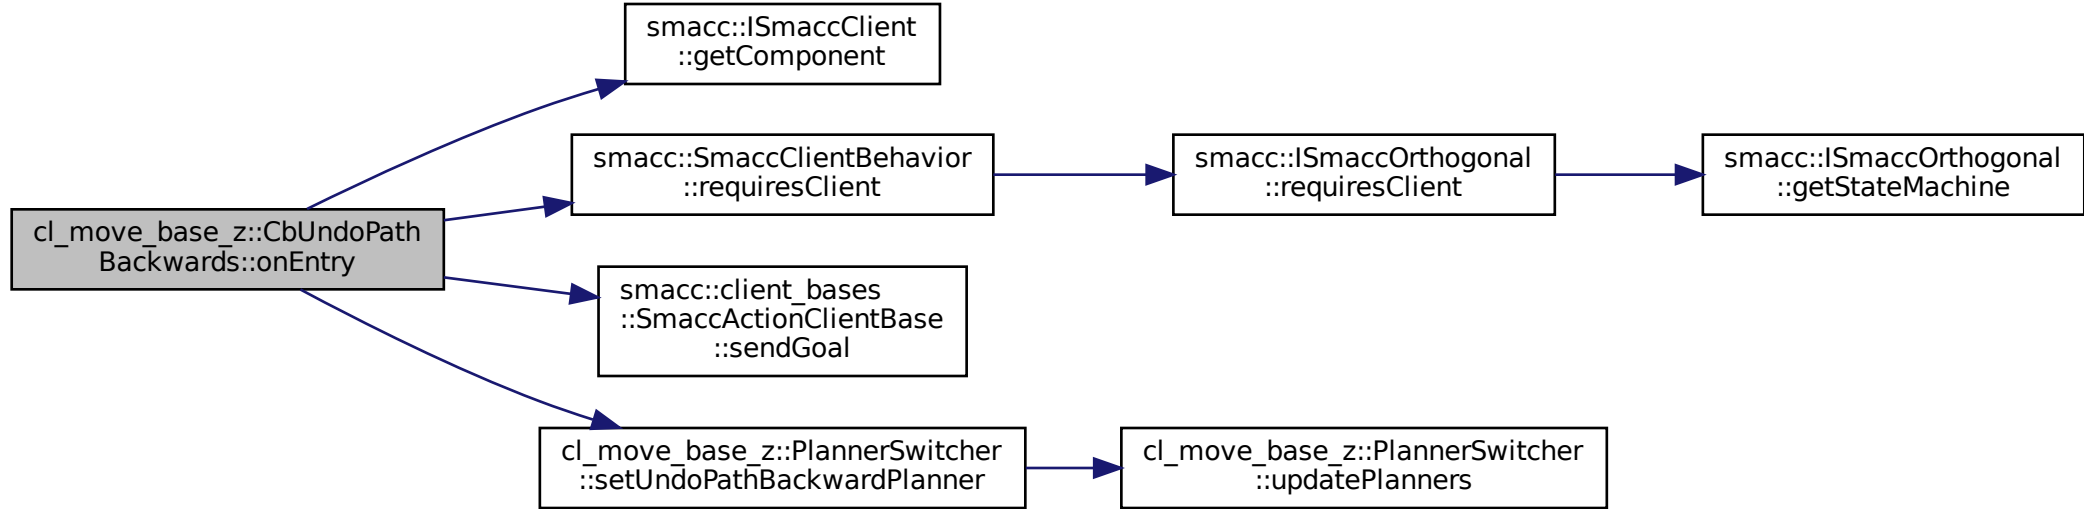 smacc::ISmaccClient
::getComponent
smacc::SmaccClientBehavior
::requiresClient
smacc::ISmaccOrthogonal
::requiresClient
smacc::ISmaccOrthogonal
::getStateMachine
cl_move_base_z::CbUndoPath
Backwards::onEntry
smacc::client_bases
::SmaccActionClientBase
::sendGoal
cl_move_base_z::PlannerSwitcher
::setUndoPathBackwardPlanner
cl_move_base_z::PlannerSwitcher
::updatePlanners